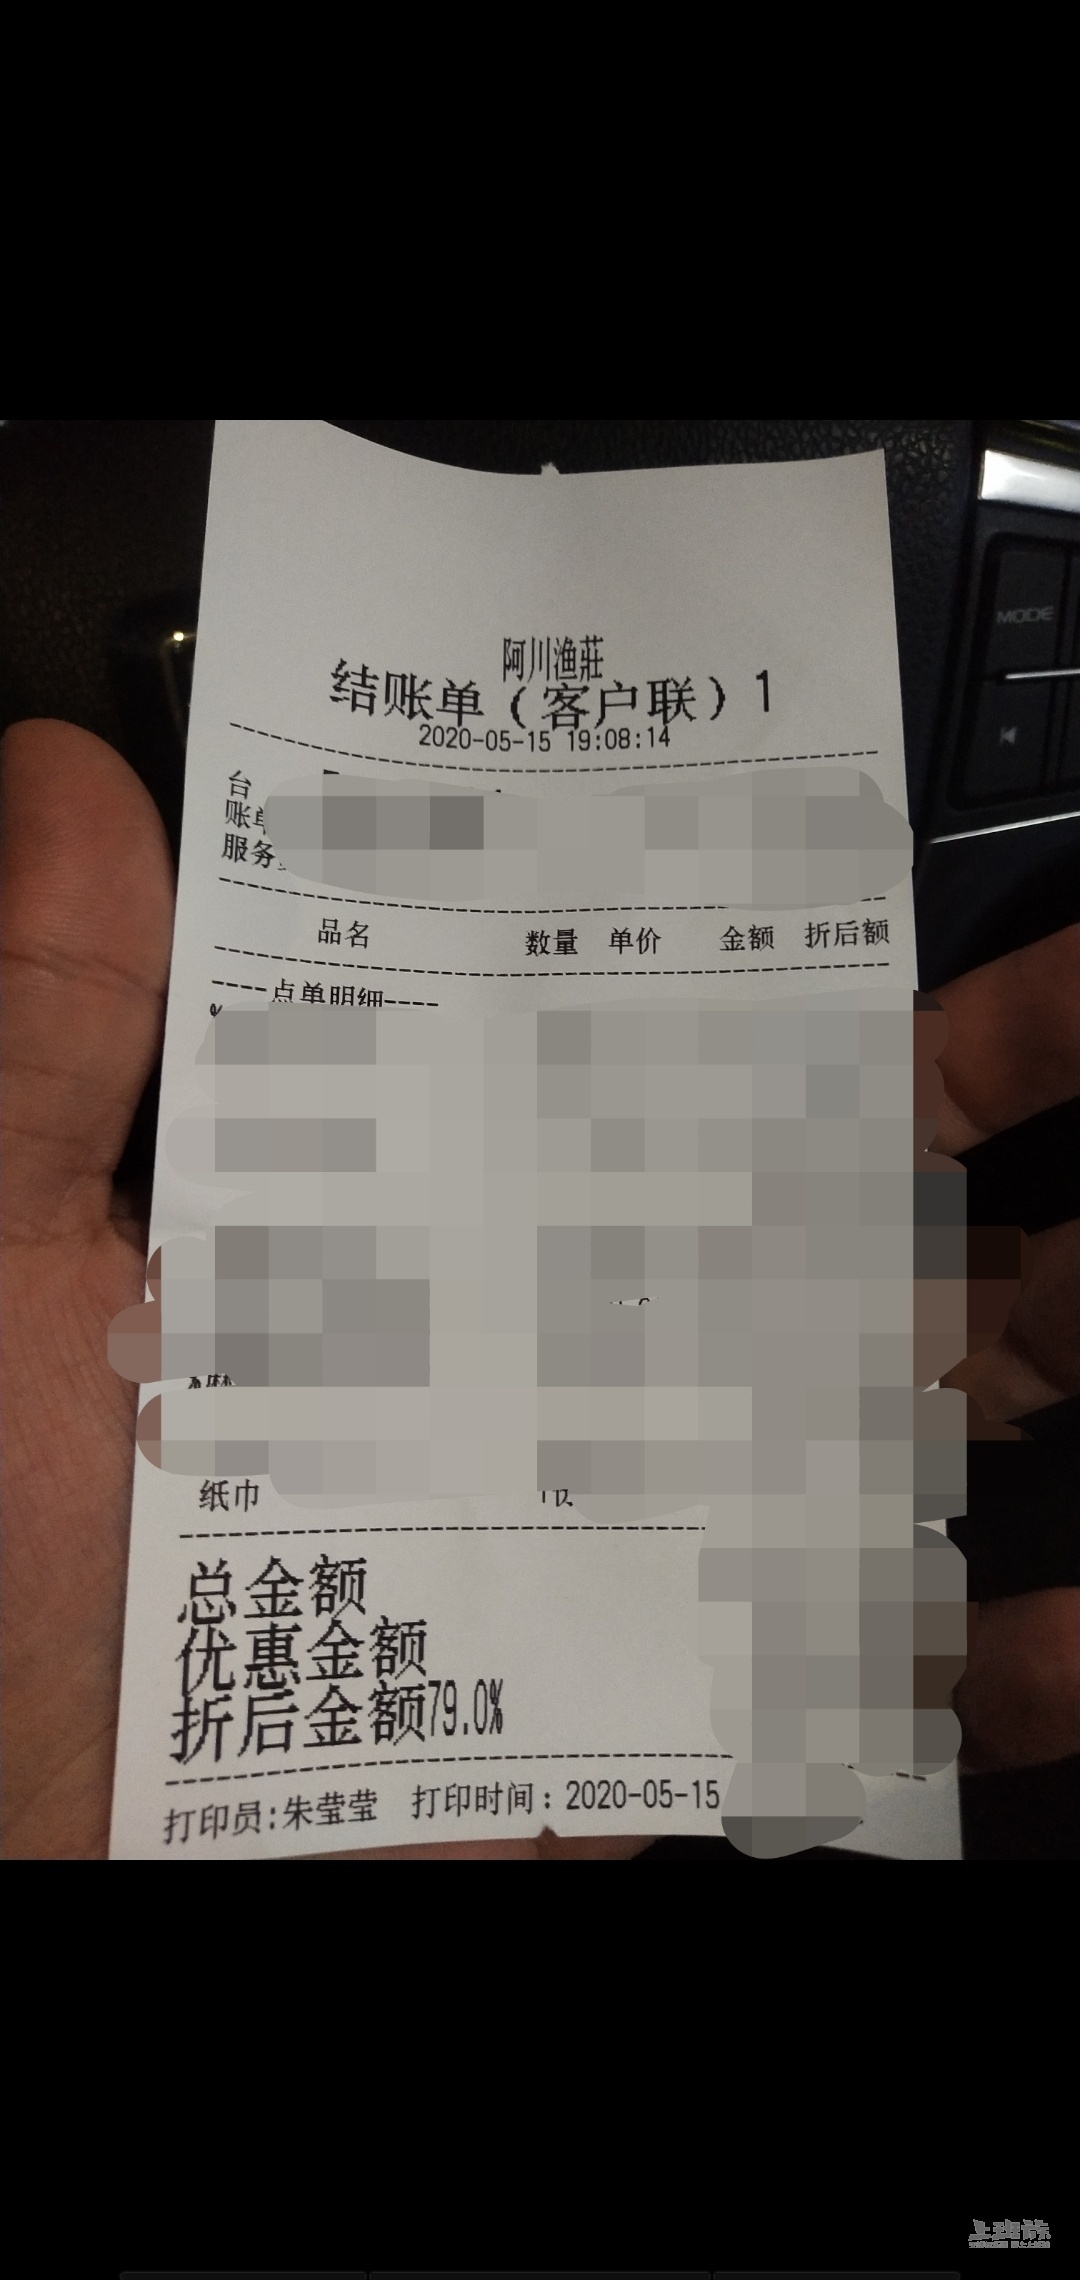 阿川渔莊
结账单（客户联）1
2020-05-15 19:08:14
台
账单
服务
品名 数量 单价 金额 折后额
----点单明细----
纸巾
总金额
优惠金额
折后金额79.0%
打印员:朱莹莹 打印时间：2020-05-15
MODE
上班族